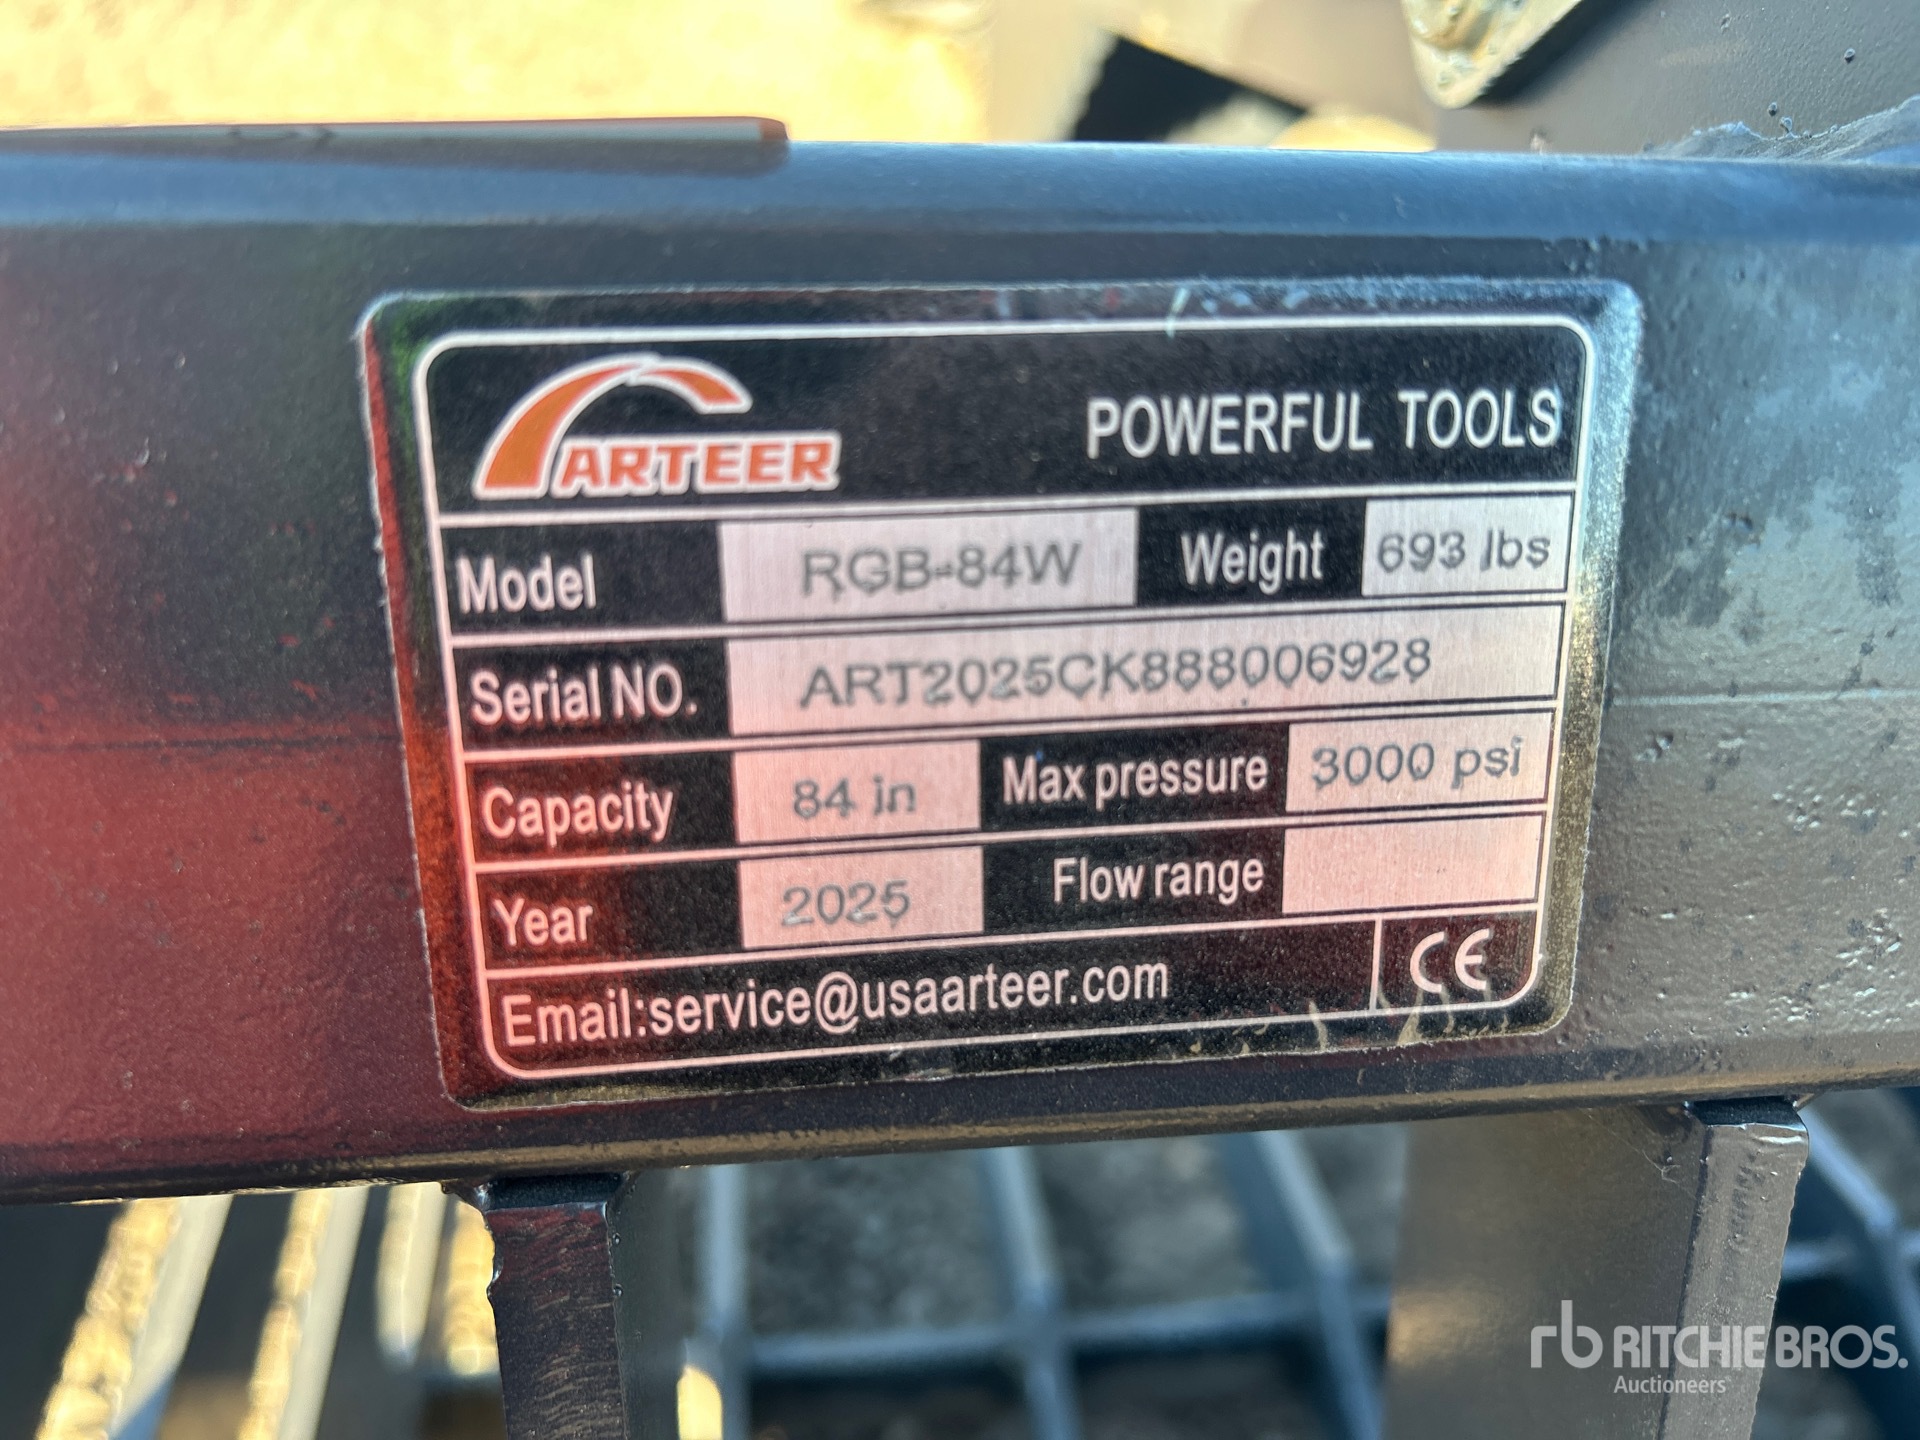 ARTEER POWERFUL TOOLS
Model RGB-84W Weight 693 lbs
Serial NO. ART2025CK888006928
Capacity 84 in Max pressure 3000 psi
Year 2025 Flow range
Email:service@usaarteer.com CE
rb RITCHIE BROS.
Auctioneers